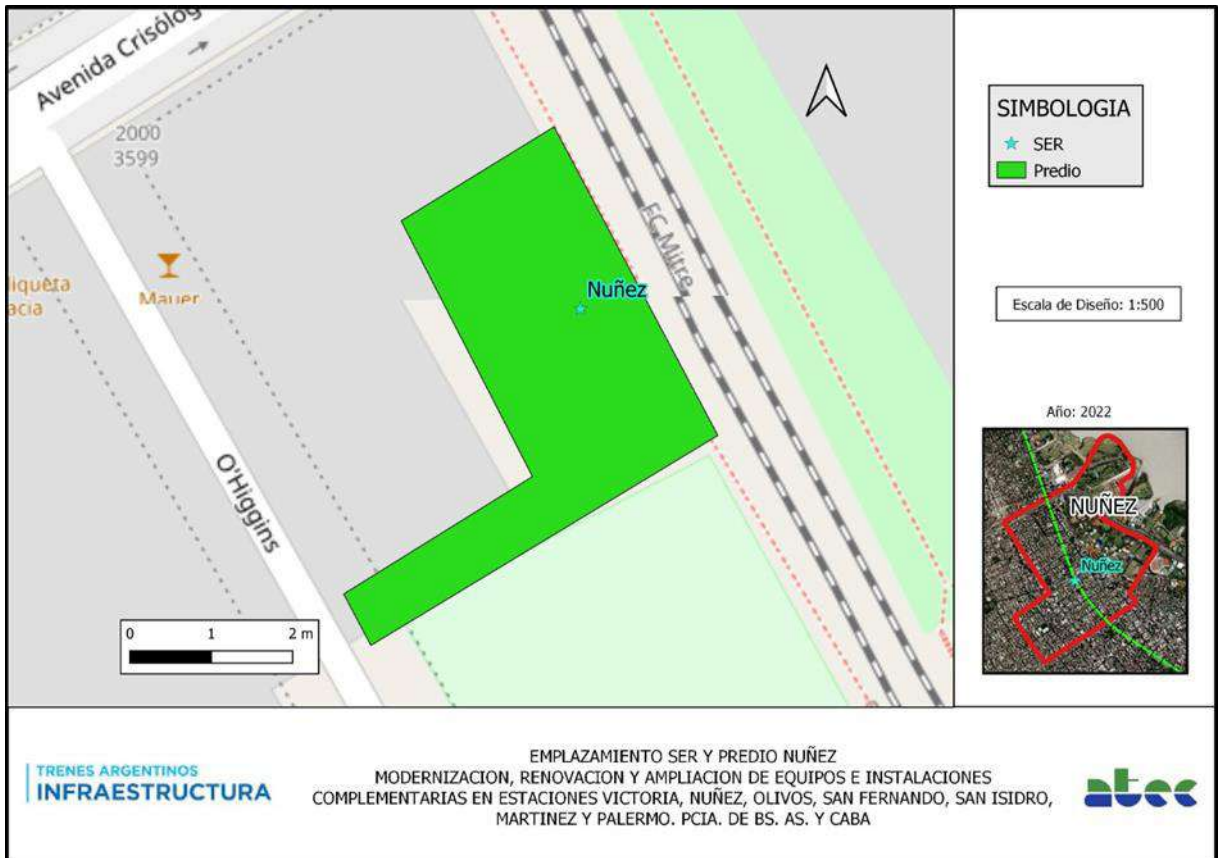 Avenida Crisólog
2000
3599
Mauer
O'Higgins
FC Mitre
Nuñez
0 1 2 m
SIMBOLOGIA
SER
Predio
Escala de Diseño: 1:500
Año: 2022
NUÑEZ
Nuñez
TRENES ARGENTINOS
INFRAESTRUCTURA
EMPLAZAMIENTO SER Y PREDIO NUÑEZ
MODERNIZACION, RENOVACION Y AMPLIACION DE EQUIPOS E INSTALACIONES
COMPLEMENTARIAS EN ESTACIONES VICTORIA, NUÑEZ, OLIVOS, SAN FERNANDO, SAN ISIDRO,
MARTINEZ Y PALERMO. PCIA. DE BS. AS. Y CABA
atec